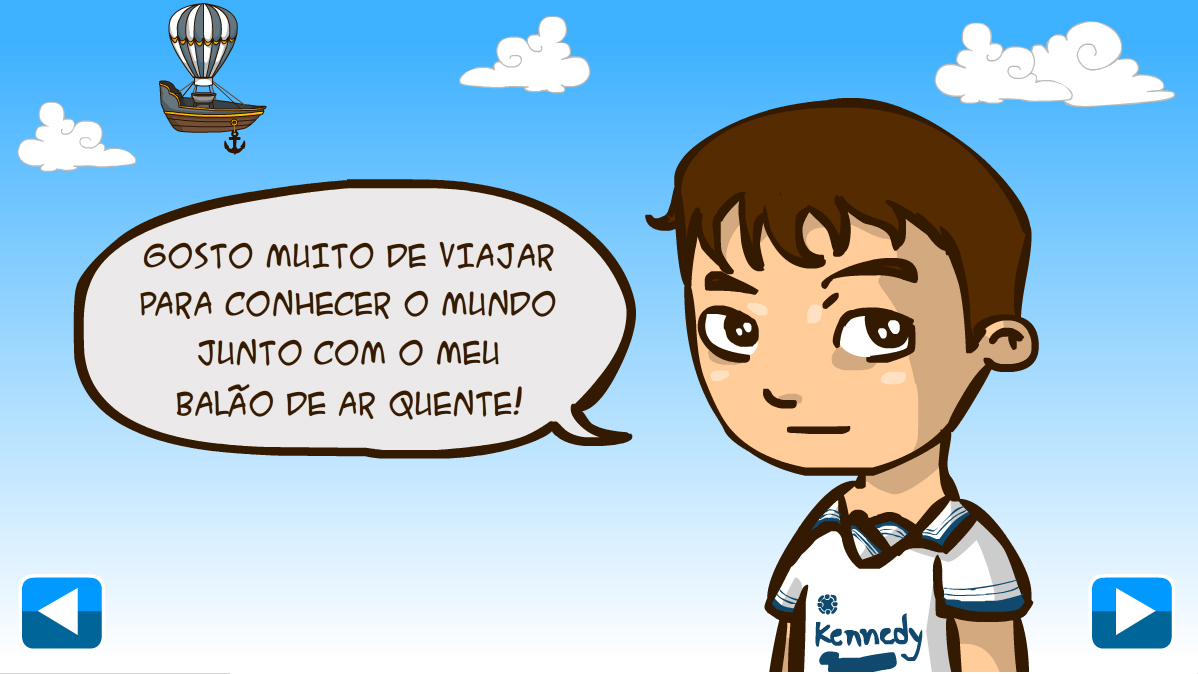 GOSTO MUITO DE VIAJAR
PARA CONHECER O MUNDO
JUNTO COM O MEU
BALÃO DE AR QUENTE!
Kennedy